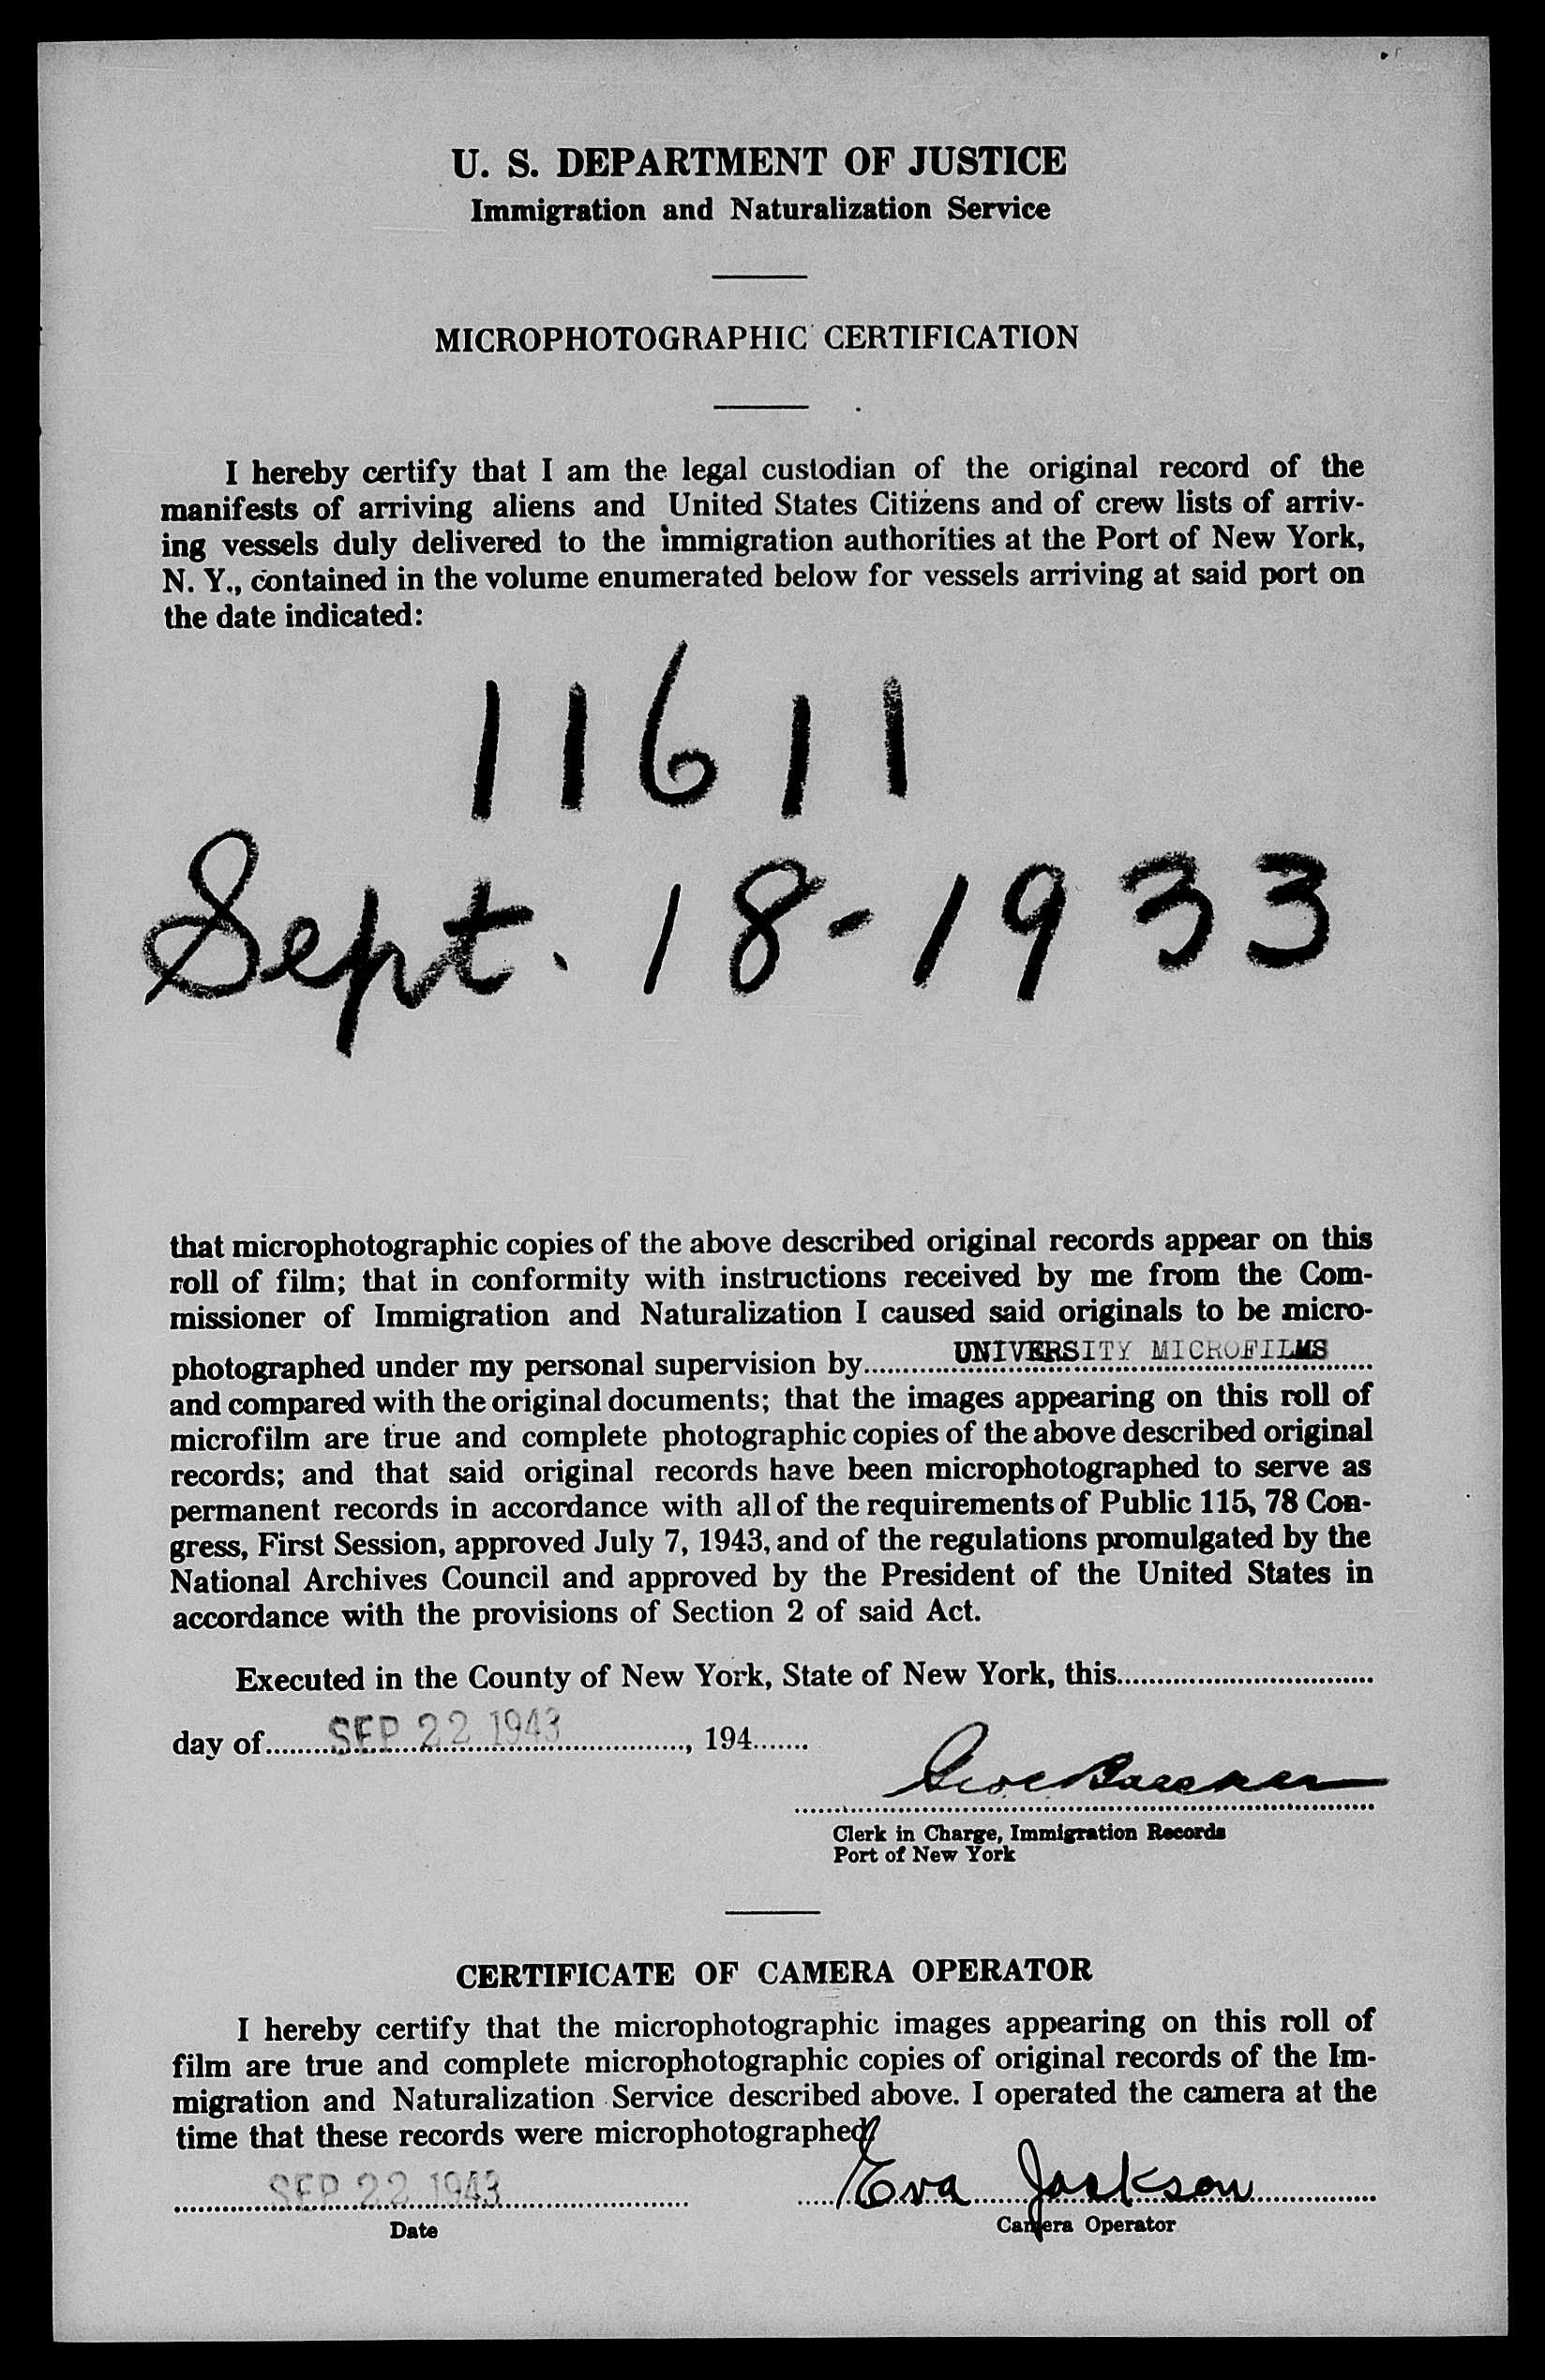 U. S. DEPARTMENT OF JUSTICE
Immigration and Naturalization Service
MICROPHOTOGRAPHIC CERTIFICATION
I hereby certify that I am the legal custodian of the original record of the
manifests of arriving aliens and United States Citizens and of crew lists of arriv-
ing vessels duly delivered to the immigration authorities at the Port of New York,
N. Y., contained in the volume enumerated below for vessels arriving at said port on
the date indicated:
11611
Sept. 18-1933
that microphotographic copies of the above described original records appear on this
roll of film; that in conformity with instructions received by me from the Com-
missioner of Immigration and Naturalization I caused said originals to be micro-
photographed under my personal supervision by UNIVERSITY MICROFILMS
and compared with the original documents; that the images appearing on this roll of
microfilm are true and complete photographic copies of the above described original
records; and that said original records have been microphotographed to serve as
permanent records in accordance with all of the requirements of Public 115, 78 Con-
gress, First Session, approved July 7, 1943, and of the regulations promulgated by the
National Archives Council and approved by the President of the United States in
accordance with the provisions of Section 2 of said Act.
Executed in the County of New York, State of New York, this
day of SEP 22 1943, 194
Clerk in Charge, Immigration Records
Port of New York
CERTIFICATE OF CAMERA OPERATOR
I hereby certify that the microphotographic images appearing on this roll of
film are true and complete microphotographic copies of original records of the Im-
migration and Naturalization Service described above. I operated the camera at the
time that these records were microphotographed
SEP 22 1943 Eva Jackson
Date Camera Operator